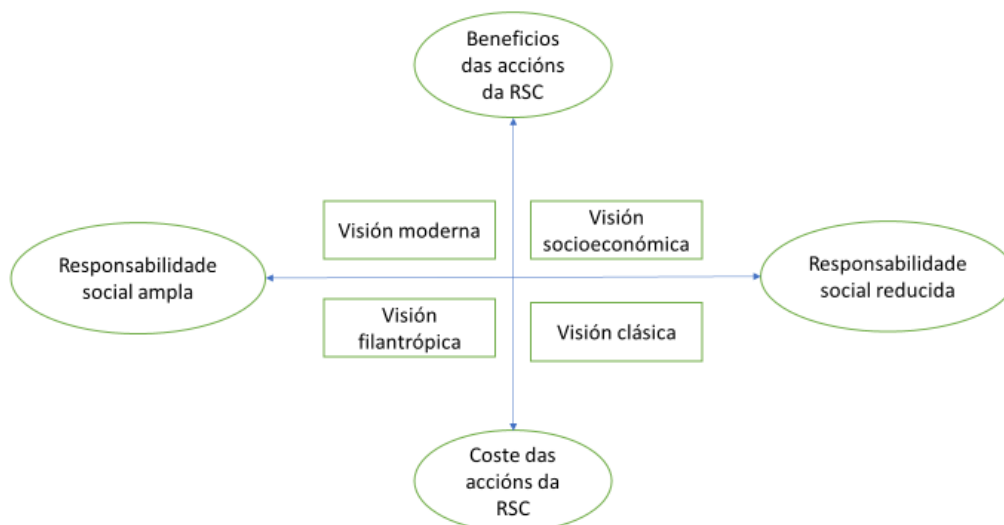 Beneficios
das accións
da RSC
Visión moderna
Visión
socioeconómica
Responsabilidade
social ampla
Responsabilidade
social reducida
Visión
filantrópica
Visión clásica
Coste das
accións da
RSC